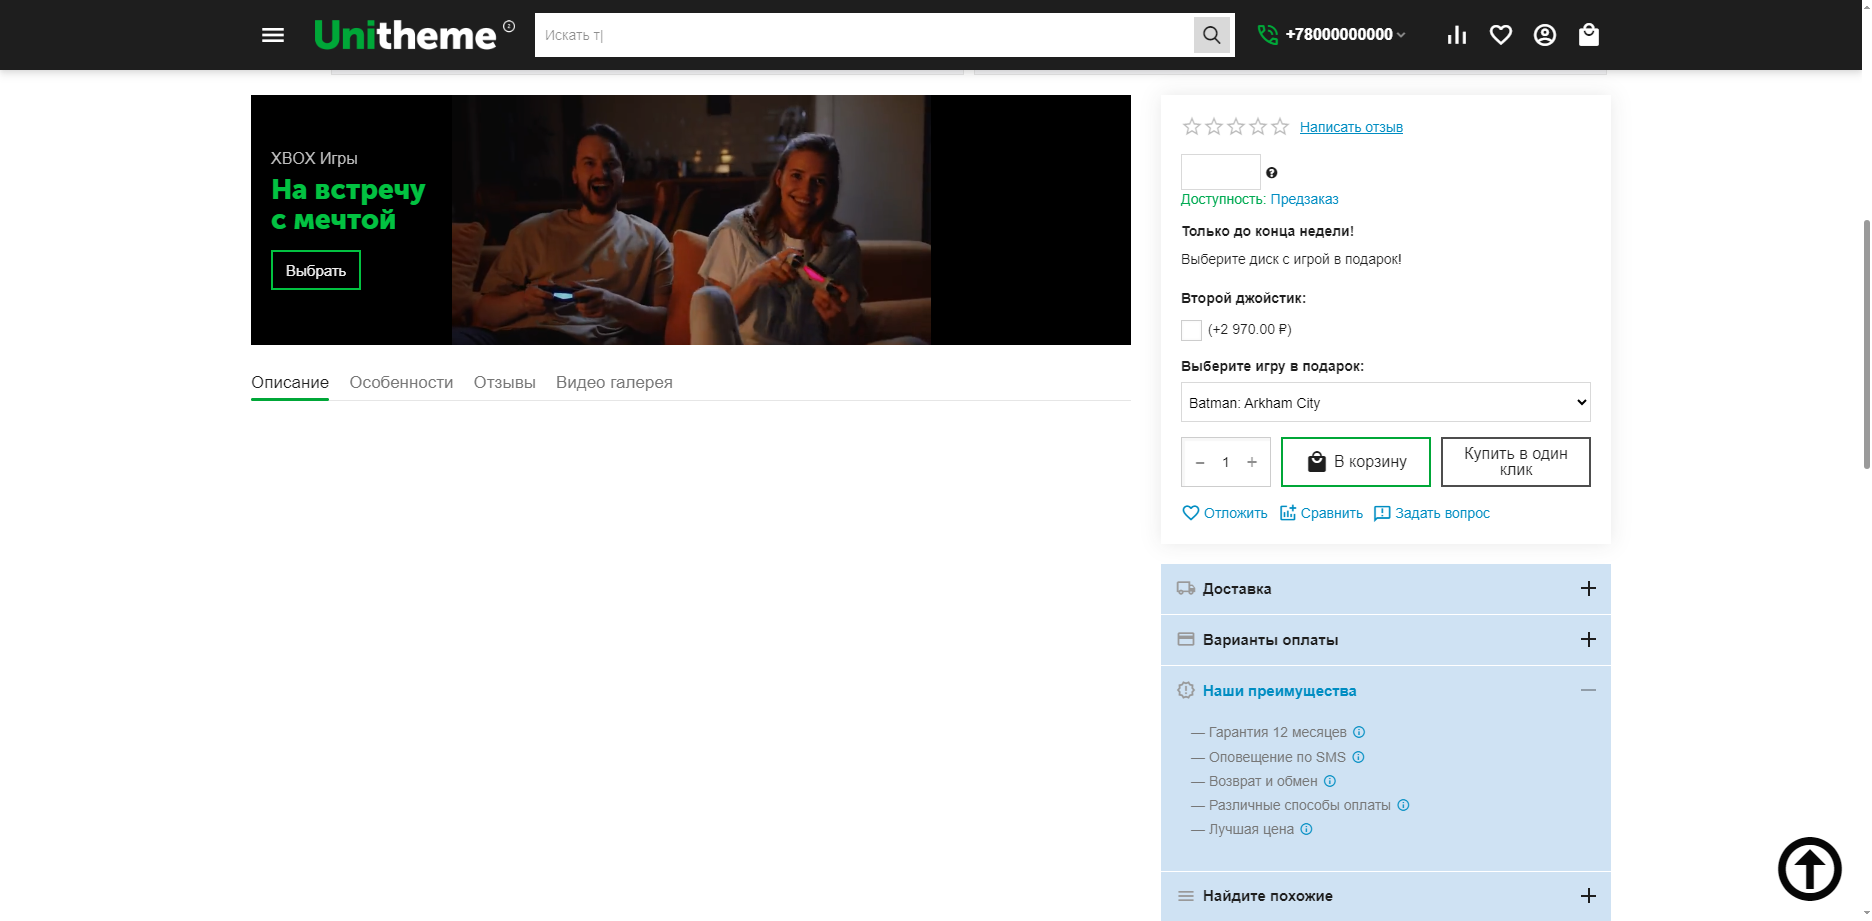 Unitheme
Искать т|
+78000000000
XBOX Игры
На встречу
с мечтой
Выбрать
Описание Особенности Отзывы Видео галерея
Написать отзыв
Доступность: Предзаказ
Только до конца недели!
Выберите диск с игрой в подарок!
Второй джойстик:
(+2 970.00 ₽)
Выберите игру в подарок:
Batman: Arkham City
– 1 +
В корзину
Купить в один
клик
Отложить Сравнить Задать вопрос
Доставка
Варианты оплаты
Наши преимущества
— Гарантия 12 месяцев
— Оповещение по SMS
— Возврат и обмен
— Различные способы оплаты
— Лучшая цена
Найдите похожие